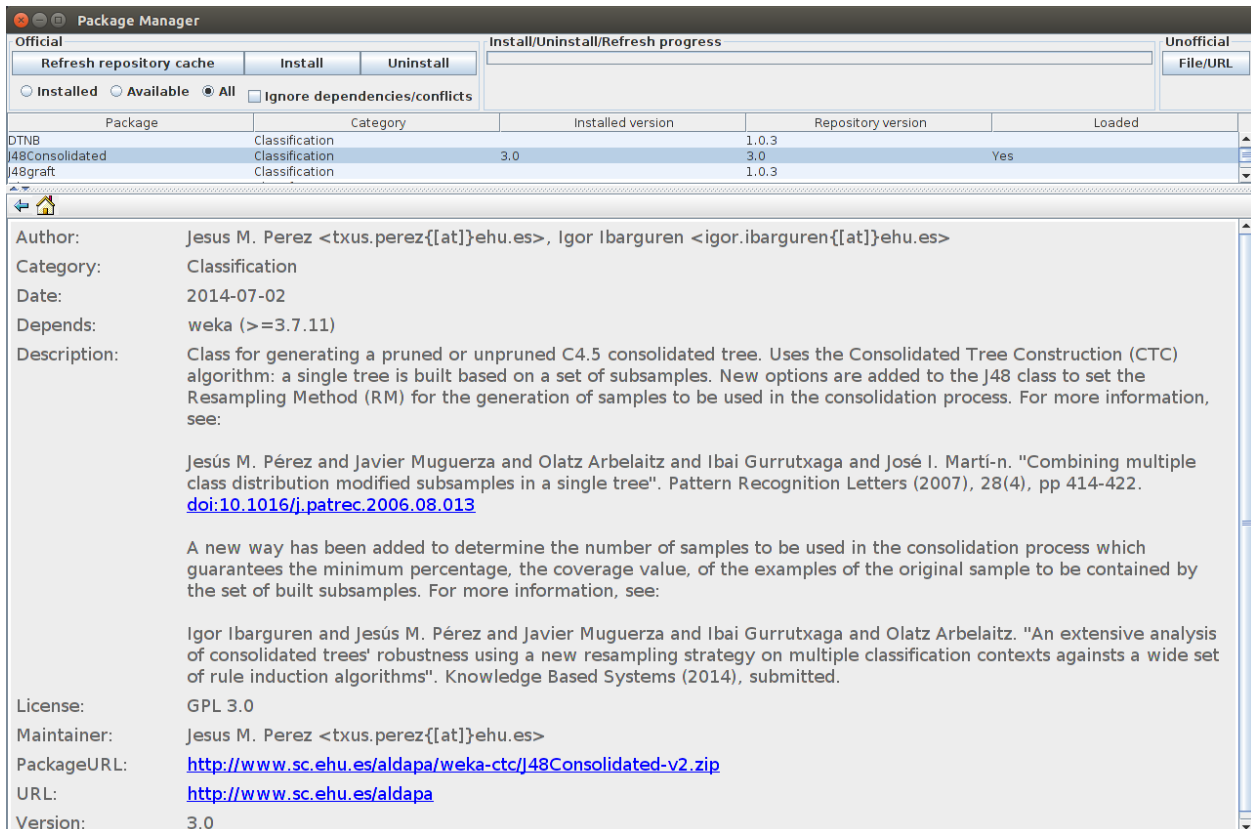 Package Manager
Official
Install/Uninstall/Refresh progress
Unofficial
Refresh repository cache Install Uninstall
File/URL
Installed Available All Ignore dependencies/conflicts
Package Category Installed version Repository version Loaded
DTNB Classification 1.0.3
J48Consolidated Classification 3.0 3.0 Yes
J48graft Classification 1.0.3
Author: Jesus M. Perez <txus.perez{[at]}ehu.es>, Igor Ibarguren <igor.ibarguren{[at]}ehu.es>
Category: Classification
Date: 2014-07-02
Depends: weka (>=3.7.11)
Description: Class for generating a pruned or unpruned C4.5 consolidated tree. Uses the Consolidated Tree Construction (CTC)
algorithm: a single tree is built based on a set of subsamples. New options are added to the J48 class to set the
Resampling Method (RM) for the generation of samples to be used in the consolidation process. For more information,
see:
Jesús M. Pérez and Javier Muguerza and Olatz Arbelaitz and Ibai Gurrutxaga and José I. Martí-n. "Combining multiple
class distribution modified subsamples in a single tree". Pattern Recognition Letters (2007), 28(4), pp 414-422.
doi:10.1016/j.patrec.2006.08.013
A new way has been added to determine the number of samples to be used in the consolidation process which
guarantees the minimum percentage, the coverage value, of the examples of the original sample to be contained by
the set of built subsamples. For more information, see:
Igor Ibarguren and Jesús M. Pérez and Javier Muguerza and Ibai Gurrutxaga and Olatz Arbelaitz. "An extensive analysis
of consolidated trees' robustness using a new resampling strategy on multiple classification contexts againsts a wide set
of rule induction algorithms". Knowledge Based Systems (2014), submitted.
License: GPL 3.0
Maintainer: Jesus M. Perez <txus.perez{[at]}ehu.es>
PackageURL: http://www.sc.ehu.es/aldapa/weka-ctc/J48Consolidated-v2.zip
URL: http://www.sc.ehu.es/aldapa
Version: 3.0